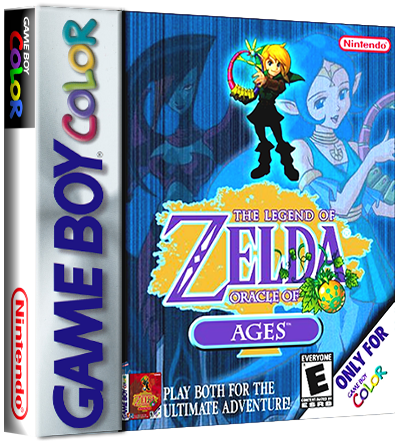 GAME BOY
COLOR
Nintendo
GAME BOY COLOR
Nintendo
THE LEGEND OF
ZELDA
ORACLE OF
AGES™
PLAY BOTH FOR THE
ULTIMATE ADVENTURE!
EVERYONE
E
ESRB
ONLY FOR
GAME BOY
COLOR